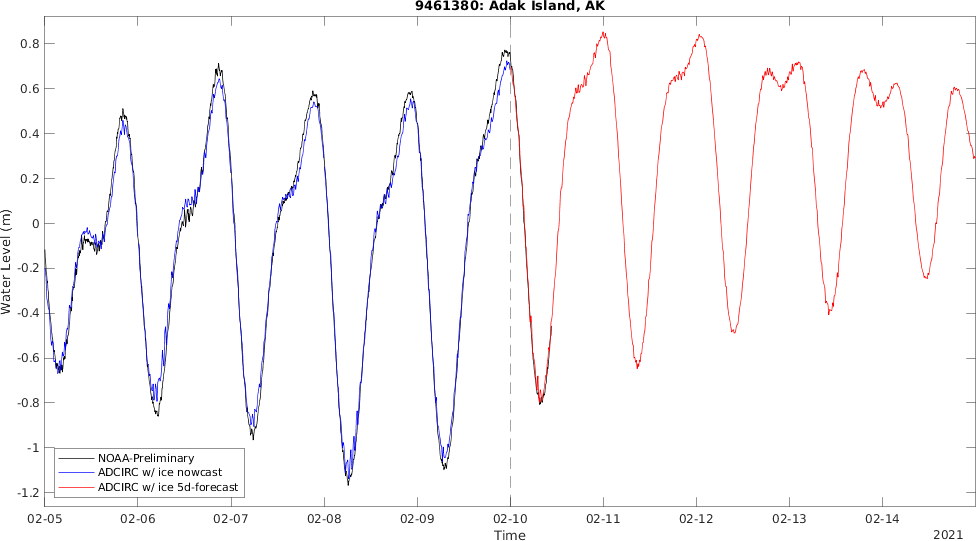 9461380: Adak Island, AK
Water Level (m)
0.8
0.6
0.4
0.2
0
-0.2
-0.4
-0.6
-0.8
-1
-1.2
NOAA-Preliminary
ADCIRC w/ ice nowcast
ADCIRC w/ ice 5d-forecast
02-05 02-06 02-07 02-08 02-09 02-10 02-11 02-12 02-13 02-14
Time
2021